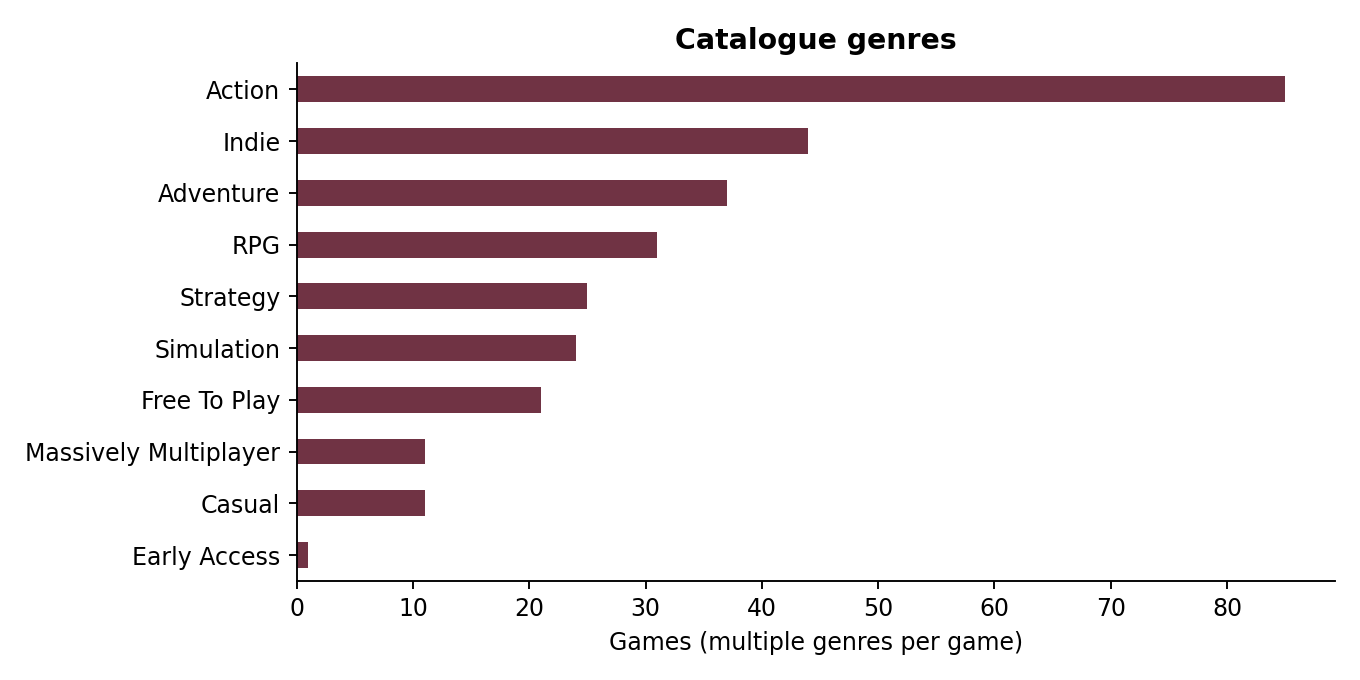 Catalogue genres
Action
Indie
Adventure
RPG
Strategy
Simulation
Free To Play
Massively Multiplayer
Casual
Early Access
0 10 20 30 40 50 60 70 80
Games (multiple genres per game)